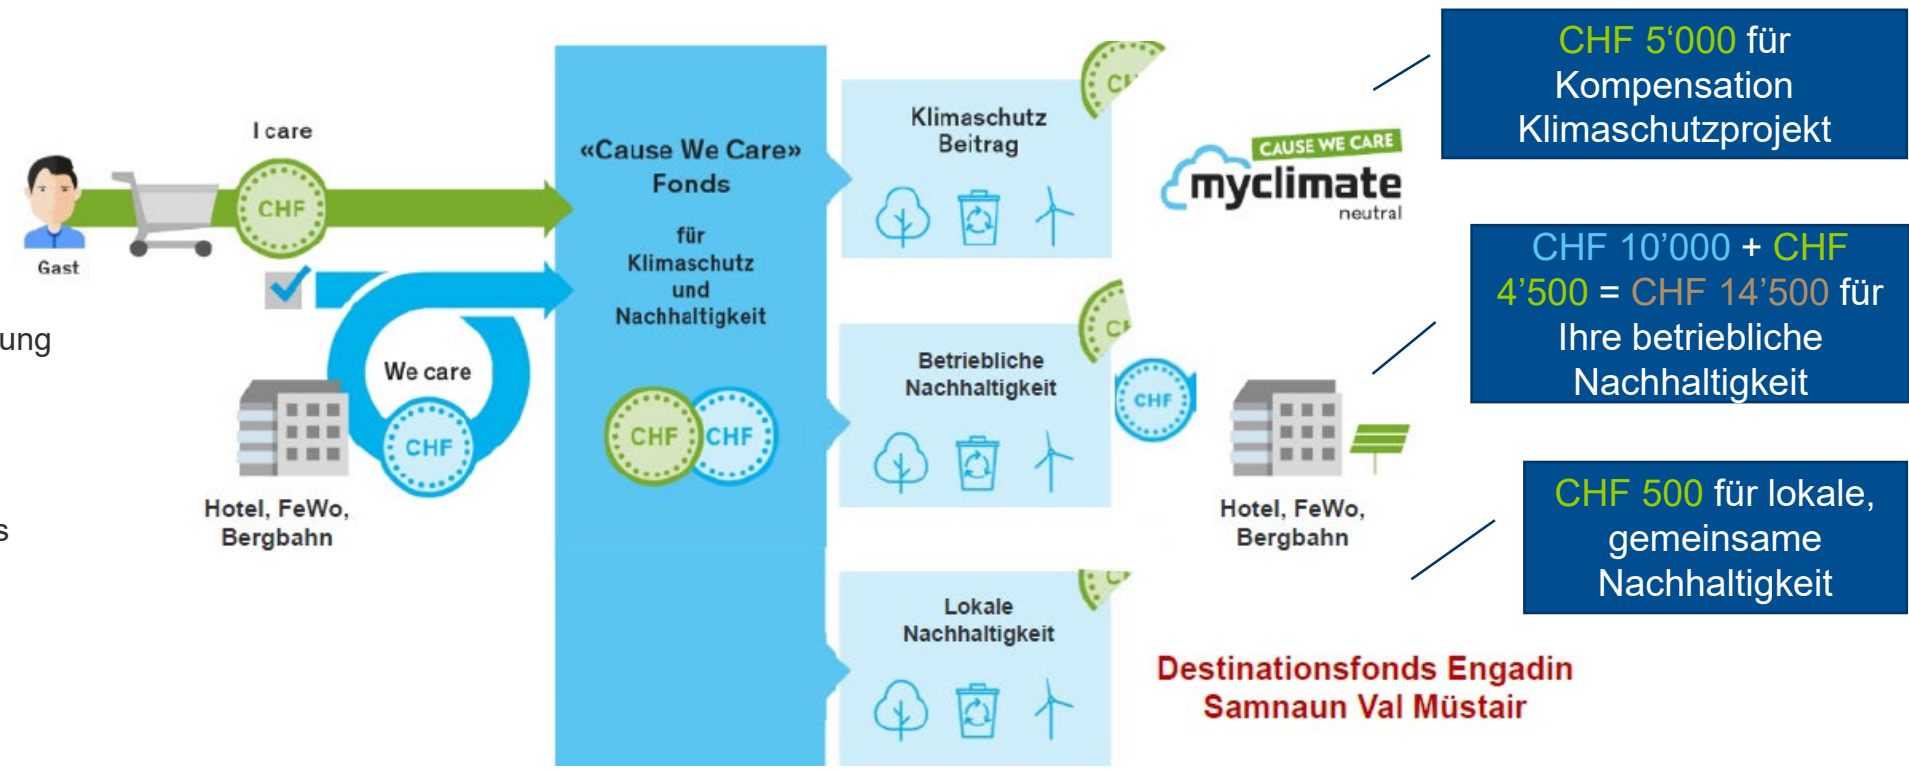 I care
CHF
Gast
ung
We care
CHF
Hotel, FeWo,
Bergbahn
s
«Cause We Care»
Fonds
für
Klimaschutz
und
Nachhaltigkeit
CHF
CHF
Klimaschutz
Beitrag
CAUSE WE CARE
myclimate
neutral
CHF 5‘000 für
Kompensation
Klimaschutzprojekt
Betriebliche
Nachhaltigkeit
CHF
Hotel, FeWo,
Bergbahn
CHF 10’000 + CHF
4’500 = CHF 14’500 für
Ihre betriebliche
Nachhaltigkeit
Lokale
Nachhaltigkeit
CHF 500 für lokale,
gemeinsame
Nachhaltigkeit
Destinationsfonds Engadin
Samnaun Val Müstair